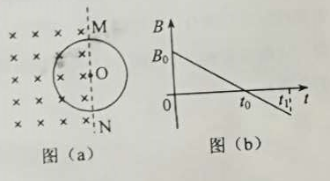 M
O
N
图（a）
B
B₀
0
t₀
t₁
t
图（b）